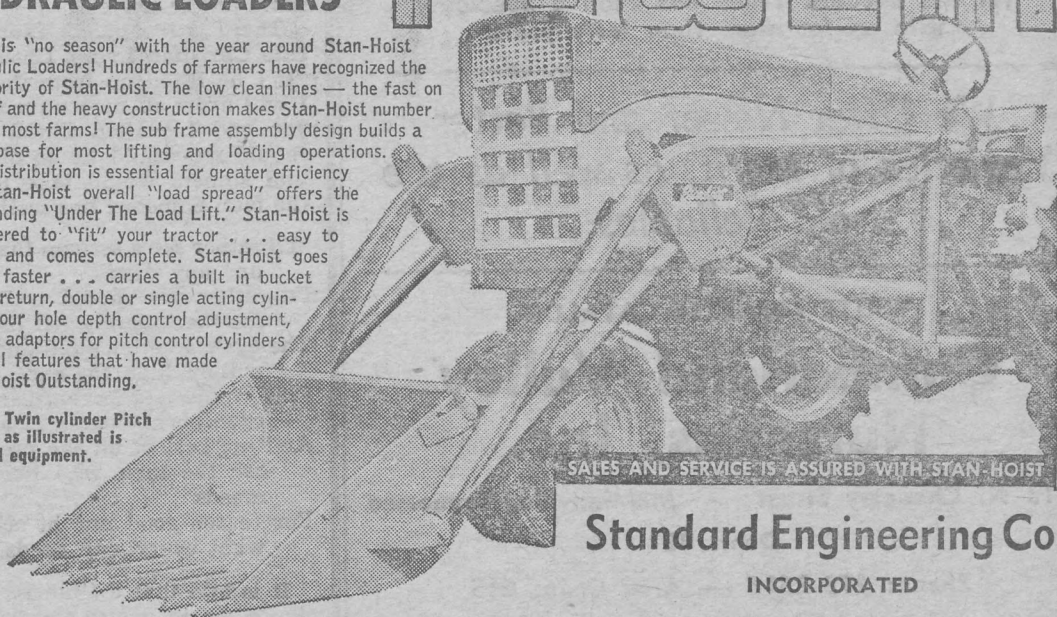 DRAULIC LOADERS
is "no season" with the year around Stan-Hoist
ulic Loaders! Hundreds of farmers have recognized the
ority of Stan-Hoist. The low clean lines — the fast on
and the heavy construction makes Stan-Hoist number
most farms! The sub frame assembly design builds a
base for most lifting and loading operations.
istribution is essential for greater efficiency
tan-Hoist overall "load spread" offers the
nding "Under The Load Lift." Stan-Hoist is
ered to "fit" your tractor . . . easy to
and comes complete. Stan-Hoist goes
faster . . . carries a built in bucket
return, double or single acting cylin-
our hole depth control adjustment,
adaptors for pitch control cylinders
l features that have made
oist Outstanding.
Twin cylinder Pitch
as illustrated is
l equipment.
SALES AND SERVICE IS ASSURED WITH STAN-HOIST
Standard Engineering Co
INCORPORATED